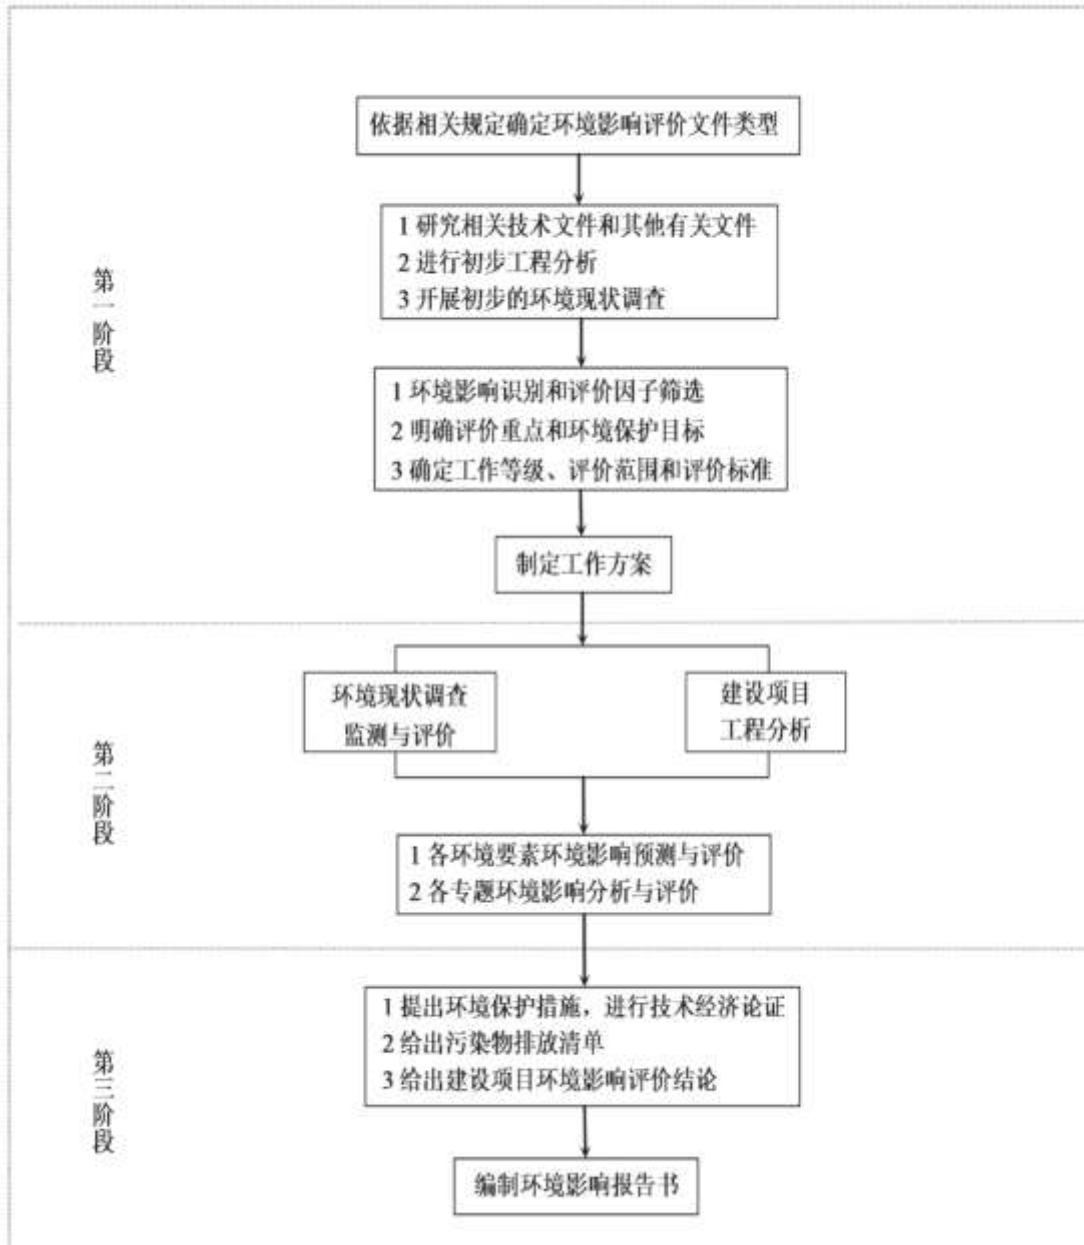 依据相关规定确定环境影响评价文件类型
1 研究相关技术文件和其他有关文件
2 进行初步工程分析
3 开展初步的环境现状调查
第一阶段
1 环境影响识别和评价因子筛选
2 明确评价重点和环境保护目标
3 确定工作等级、评价范围和评价标准
制定工作方案
环境现状调查
监测与评价
建设项目
工程分析
第二阶段
1 各环境要素环境影响预测与评价
2 各专题环境影响分析与评价
1 提出环境保护措施，进行技术经济论证
2 给出污染物排放清单
3 给出建设项目环境影响评价结论
第三阶段
编制环境影响报告书